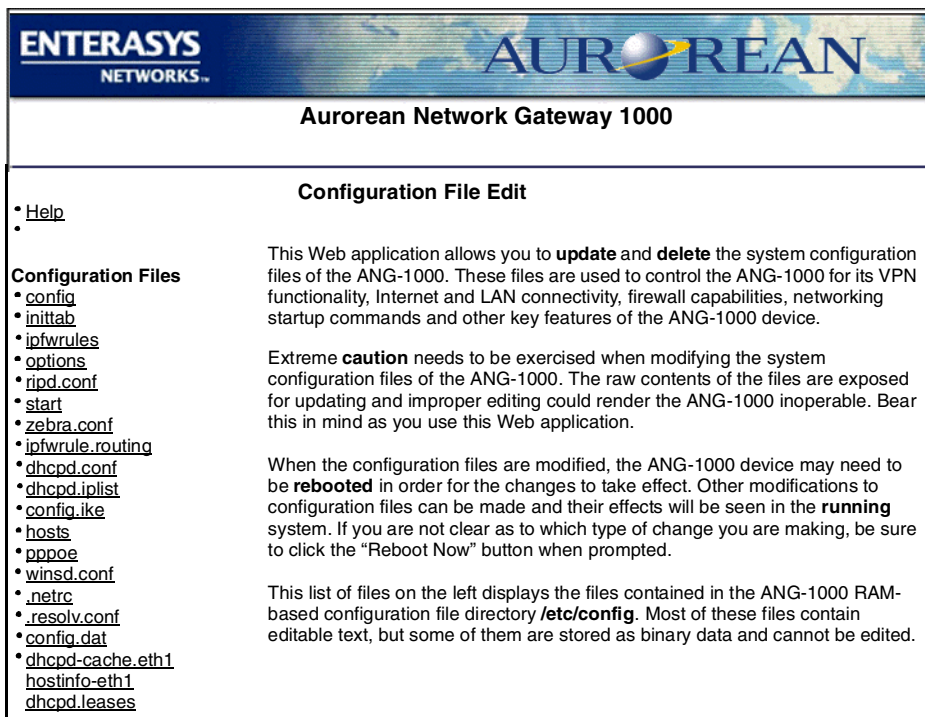 ENTERASYS
NETWORKS™
AUROREAN
Aurorean Network Gateway 1000
Configuration File Edit
• Help
•
Configuration Files
• config
• inittab
• ipfwrules
• options
• ripd.conf
• start
• zebra.conf
• ipfwrule.routing
• dhcpd.conf
• dhcpd.iplist
• config.ike
• hosts
• pppoe
• winsd.conf
• .netrc
• .resolv.conf
• config.dat
• dhcpd-cache.eth1
hostinfo-eth1
dhcpd.leases
This Web application allows you to update and delete the system configuration
files of the ANG-1000. These files are used to control the ANG-1000 for its VPN
functionality, Internet and LAN connectivity, firewall capabilities, networking
startup commands and other key features of the ANG-1000 device.
Extreme caution needs to be exercised when modifying the system
configuration files of the ANG-1000. The raw contents of the files are exposed
for updating and improper editing could render the ANG-1000 inoperable. Bear
this in mind as you use this Web application.
When the configuration files are modified, the ANG-1000 device may need to
be rebooted in order for the changes to take effect. Other modifications to
configuration files can be made and their effects will be seen in the running
system. If you are not clear as to which type of change you are making, be sure
to click the “Reboot Now” button when prompted.
This list of files on the left displays the files contained in the ANG-1000 RAM-
based configuration file directory /etc/config. Most of these files contain
editable text, but some of them are stored as binary data and cannot be edited.